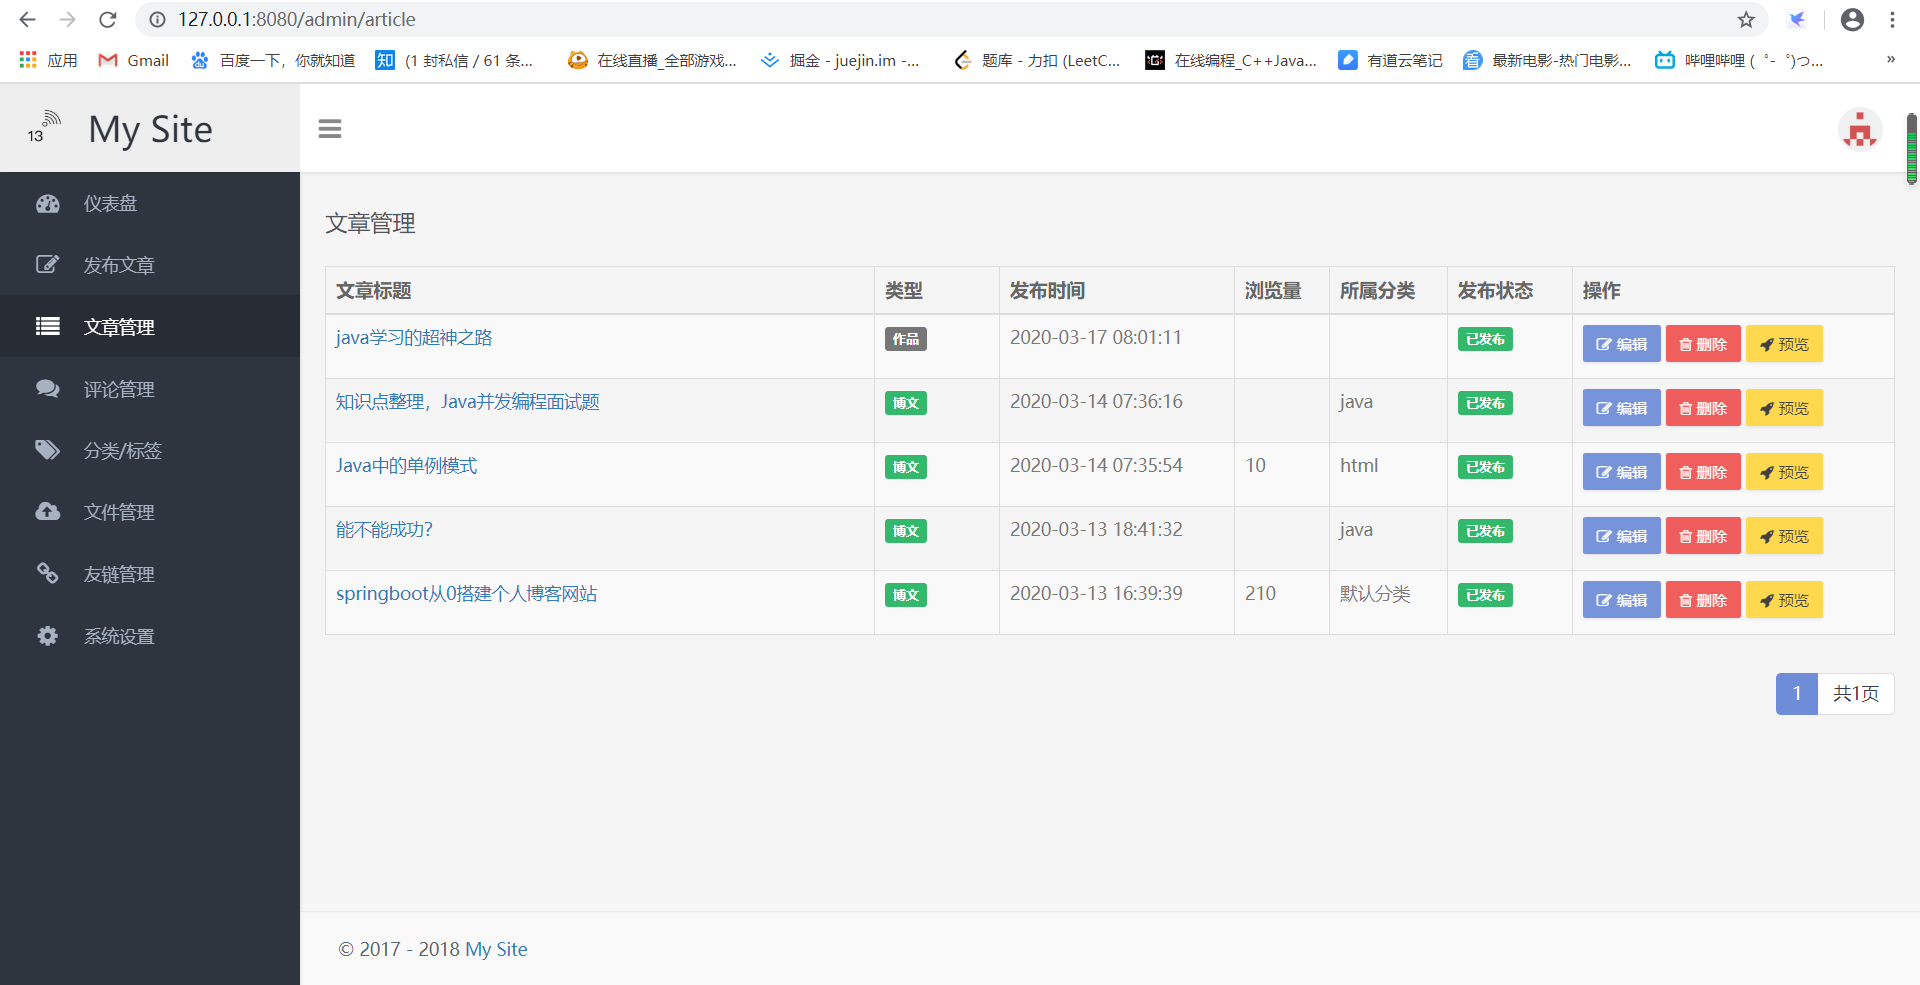 127.0.0.1:8080/admin/article
应用 Gmail 百度一下，你就知道 知 (1 封私信 / 61 条... 在线直播_全部游戏... 掘金 - juejin.im -... 题库 - 力扣 (LeetC... 在线编程_C++Java... 有道云笔记 看 最新电影-热门电影... 哔哩哔哩 ( ゜- ゜)つ... »
13 My Site
仪表盘
发布文章
文章管理
评论管理
分类/标签
文件管理
友链管理
系统设置
文章管理
文章标题 类型 发布时间 浏览量 所属分类 发布状态 操作
java学习的超神之路 作品 2020-03-17 08:01:11 已发布 编辑 删除 预览
知识点整理，Java并发编程面试题 博文 2020-03-14 07:36:16 java 已发布 编辑 删除 预览
Java中的单例模式 博文 2020-03-14 07:35:54 10 html 已发布 编辑 删除 预览
能不能成功? 博文 2020-03-13 18:41:32 java 已发布 编辑 删除 预览
springboot从0搭建个人博客网站 博文 2020-03-13 16:39:39 210 默认分类 已发布 编辑 删除 预览
1 共1页
© 2017 - 2018 My Site